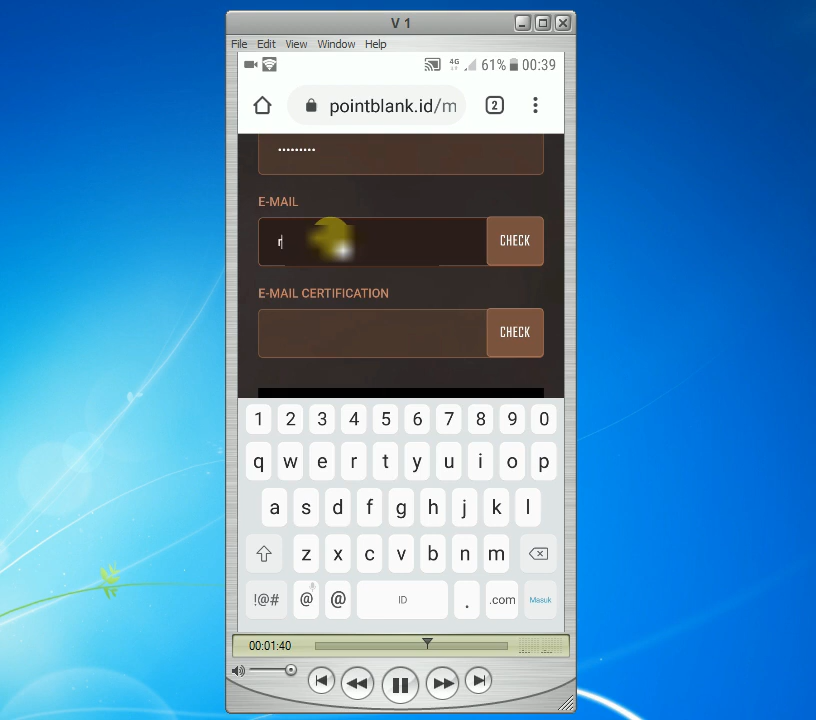 V 1
File Edit View Window Help
4G 61% 00:39
pointblank.id/m 2
•••••••••
E-MAIL
r CHECK
E-MAIL CERTIFICATION
CHECK
1 2 3 4 5 6 7 8 9 0
q w e r t y u i o p
a s d f g h j k l
z x c v b n m
!@# @ @ ID . .com Masuk
00:01:40